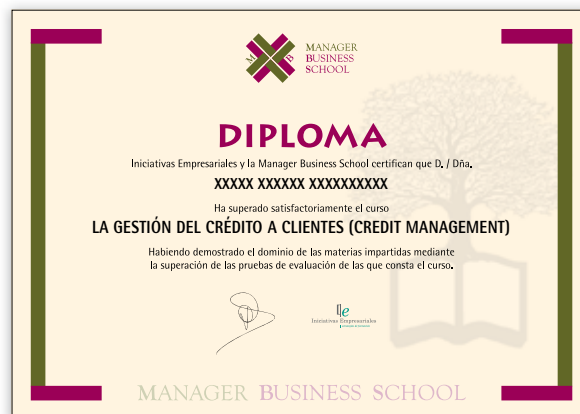 M B
MANAGER
BUSINESS
SCHOOL
DIPLOMA
Iniciativas Empresariales y la Manager Business School certifican que D. / Dña.
XXXXX XXXXXX XXXXXXXXXX
Ha superado satisfactoriamente el curso
LA GESTIÓN DEL CRÉDITO A CLIENTES (CREDIT MANAGEMENT)
Habiendo demostrado el dominio de las materias impartidas mediante
la superación de las pruebas de evaluación de las que consta el curso.
Iniciativas Empresariales
MANAGER BUSINESS SCHOOL